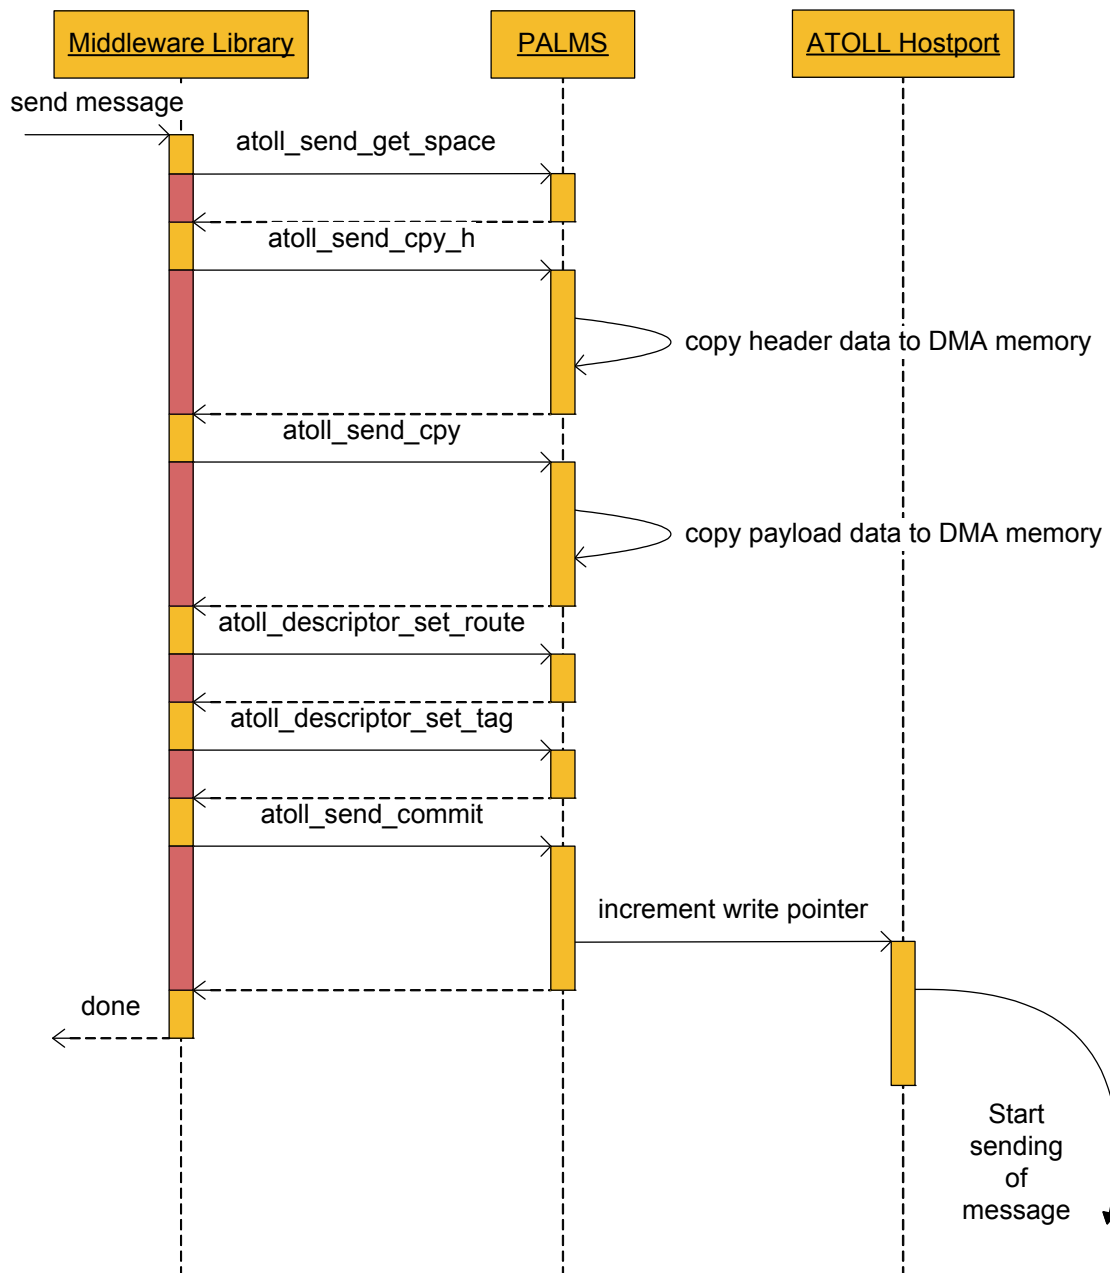 Middleware Library
PALMS
ATOLL Hostport
send message
atoll_send_get_space
atoll_send_cpy_h
copy header data to DMA memory
atoll_send_cpy
copy payload data to DMA memory
atoll_descriptor_set_route
atoll_descriptor_set_tag
atoll_send_commit
increment write pointer
done
Start
sending
of
message